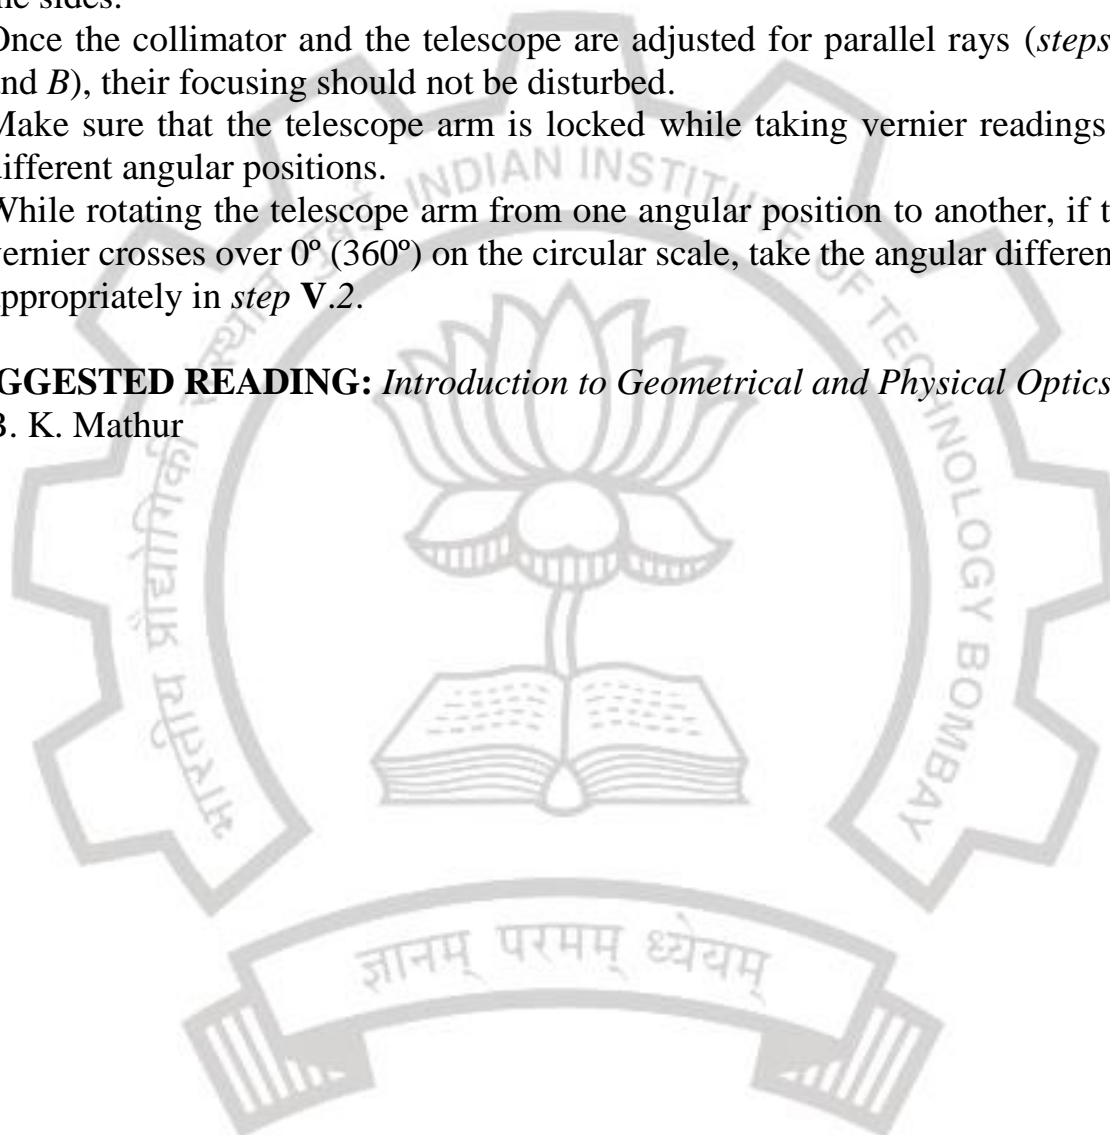 he sides.
Once the collimator and the telescope are adjusted for parallel rays (steps
and B), their focusing should not be disturbed.
Make sure that the telescope arm is locked while taking vernier readings
different angular positions.
While rotating the telescope arm from one angular position to another, if t
vernier crosses over 0º (360º) on the circular scale, take the angular differen
appropriately in step V.2.
GGESTED READING: Introduction to Geometrical and Physical Optics
B. K. Mathur
भारतीय प्रौद्योगिकी संस्थान मुंबई
INDIAN INSTITUTE OF TECHNOLOGY BOMBAY
ज्ञानम् परमम् ध्येयम्